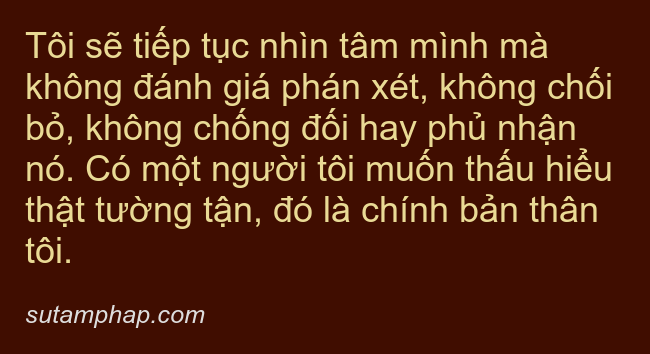 Tôi sẽ tiếp tục nhìn tâm mình mà
không đánh giá phán xét, không chối
bỏ, không chống đối hay phủ nhận
nó. Có một người tôi muốn thấu hiểu
thật tường tận, đó là chính bản thân
tôi.
sutamphap.com